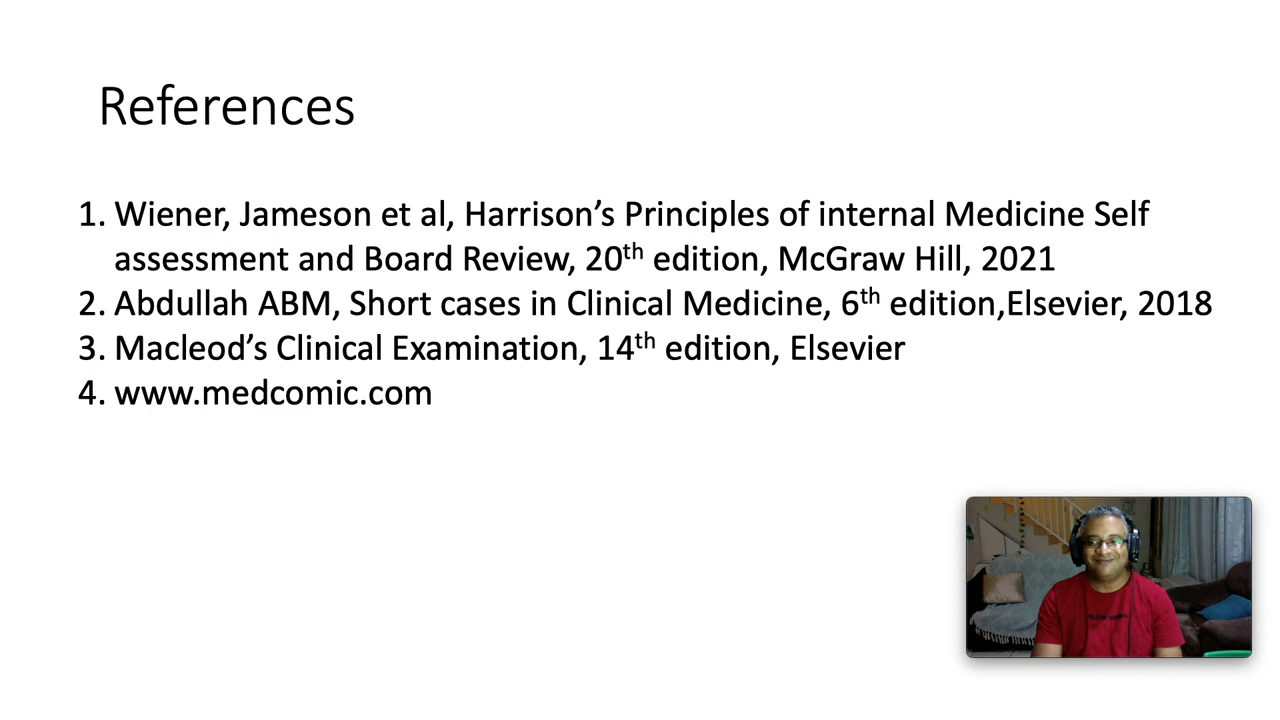 References
1. Wiener, Jameson et al, Harrison’s Principles of internal Medicine Self
assessment and Board Review, 20th edition, McGraw Hill, 2021
2. Abdullah ABM, Short cases in Clinical Medicine, 6th edition,Elsevier, 2018
3. Macleod’s Clinical Examination, 14th edition, Elsevier
4. www.medcomic.com